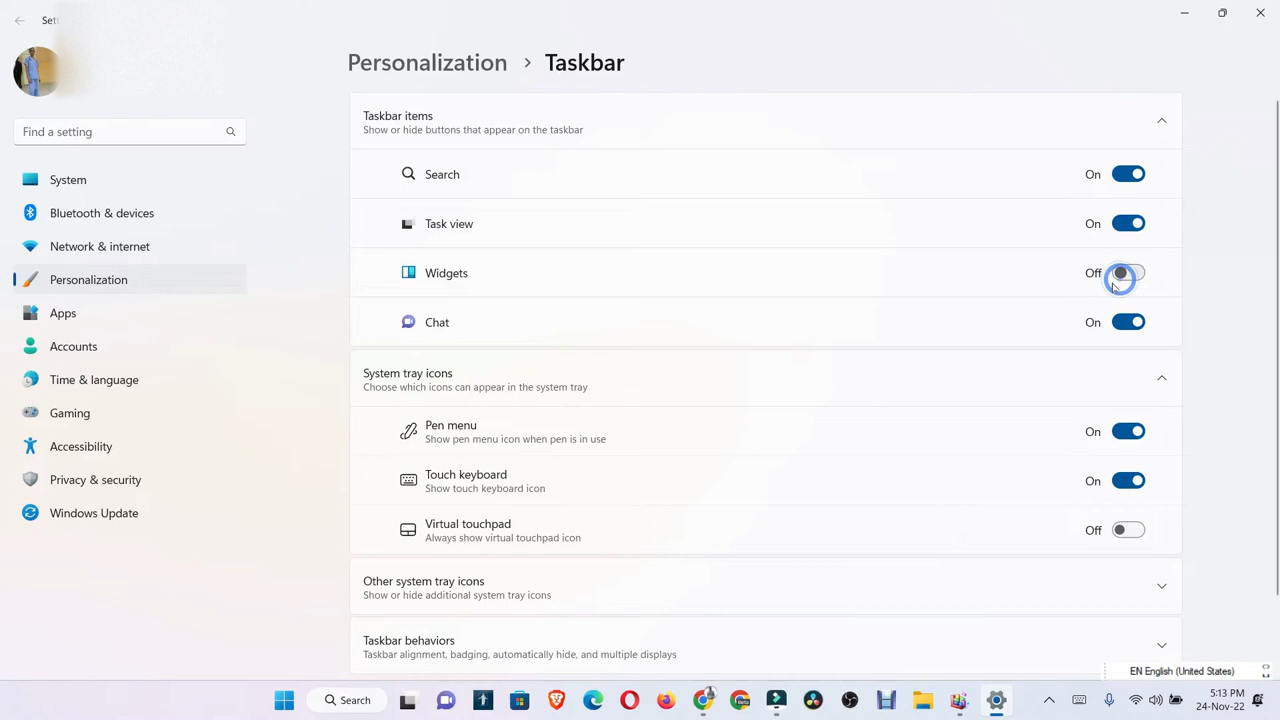 Personalization > Taskbar
Find a setting
System
Bluetooth & devices
Network & internet
Personalization
Apps
Accounts
Time & language
Gaming
Accessibility
Privacy & security
Windows Update
Taskbar items
Show or hide buttons that appear on the taskbar
Search On
Task view On
Widgets Off
Chat On
System tray icons
Choose which icons can appear in the system tray
Pen menu
Show pen menu icon when pen is in use
On
Touch keyboard
Show touch keyboard icon
On
Virtual touchpad
Always show virtual touchpad icon
Off
Other system tray icons
Show or hide additional system tray icons
Taskbar behaviors
Taskbar alignment, badging, automatically hide, and multiple displays
EN English (United States)
Search
5:13 PM
24-Nov-22